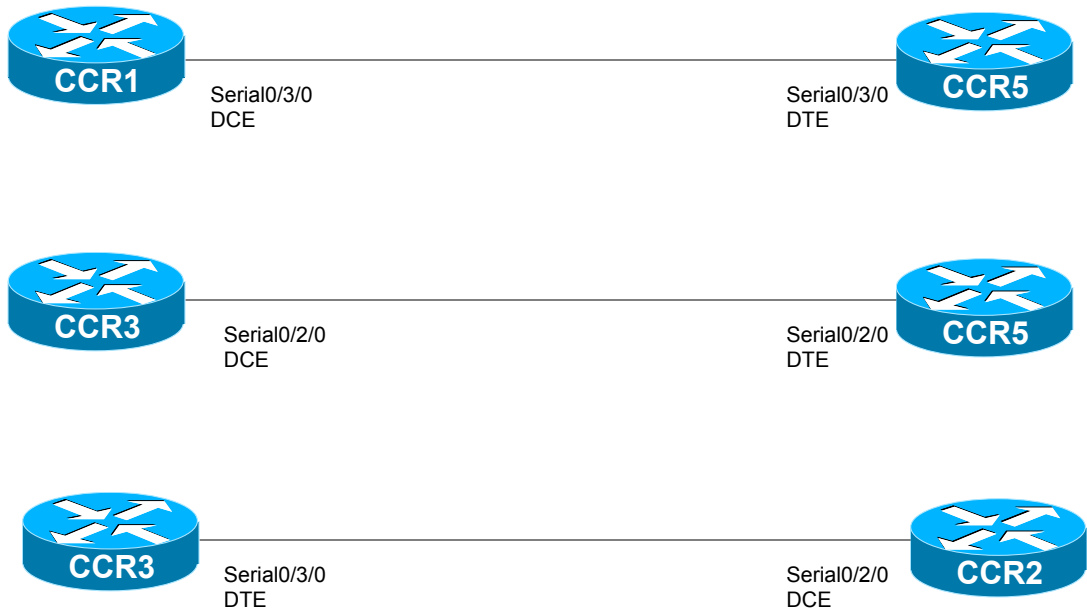 CCR1
CCR5
Serial0/3/0
DCE
Serial0/3/0
DTE
CCR3
CCR5
Serial0/2/0
DCE
Serial0/2/0
DTE
CCR3
CCR2
Serial0/3/0
DTE
Serial0/2/0
DCE